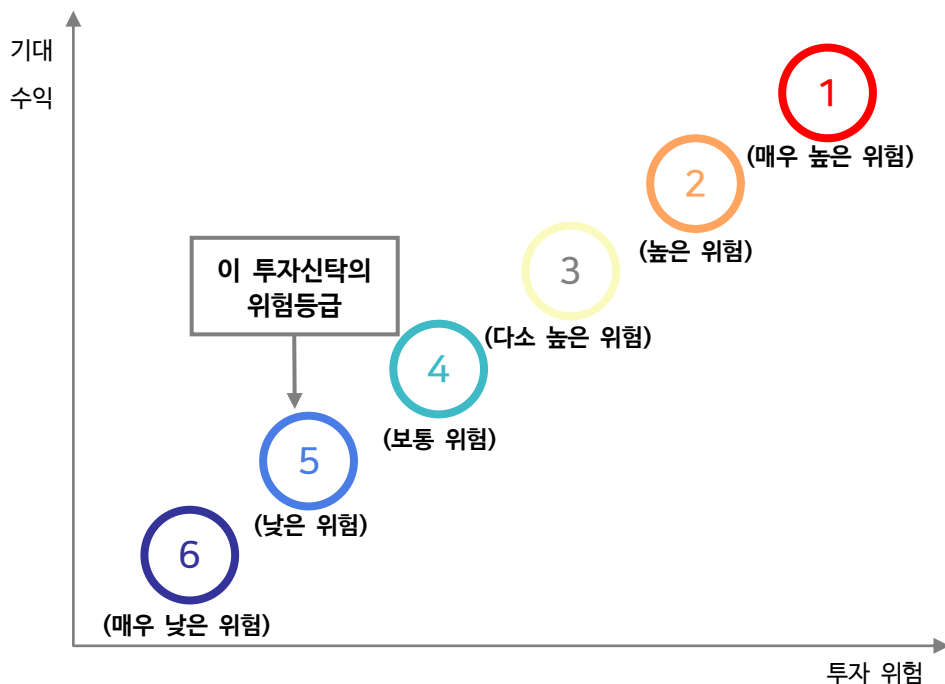 기대
수익
1
(매우 높은 위험)
2
(높은 위험)
3
(다소 높은 위험)
이 투자신탁의
위험등급
4
(보통 위험)
5
(낮은 위험)
6
(매우 낮은 위험)
투자 위험